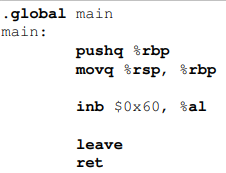 .global main
main:
pushq %rbp
movq %rsp, %rbp
inb $0x60, %al
leave
ret